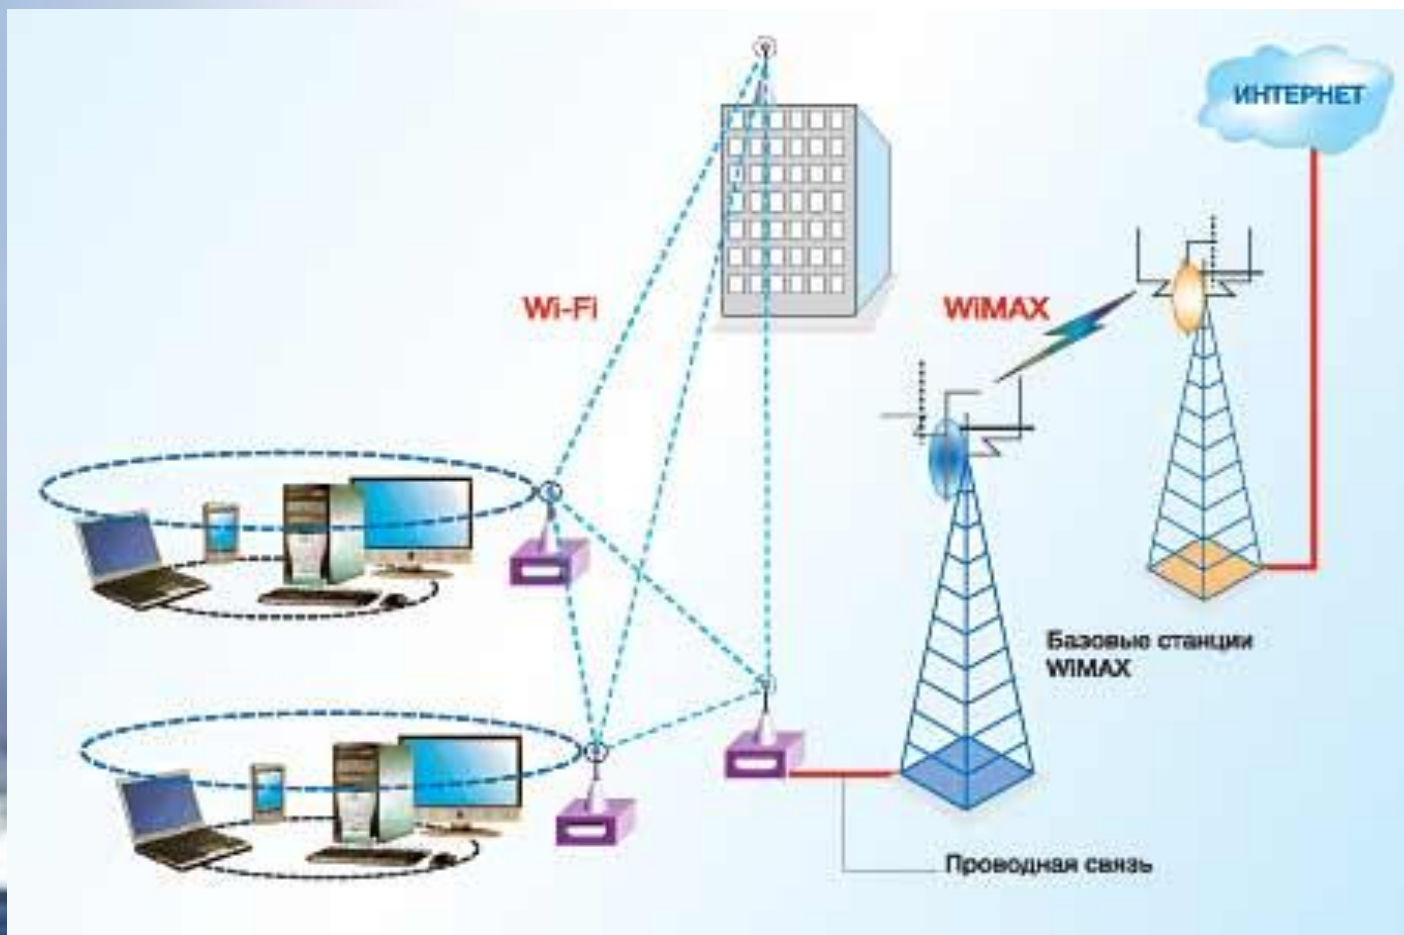 ИНТЕРНЕТ
Wi-Fi
WiMAX
Базовые станции
WiMAX
Проводная связь